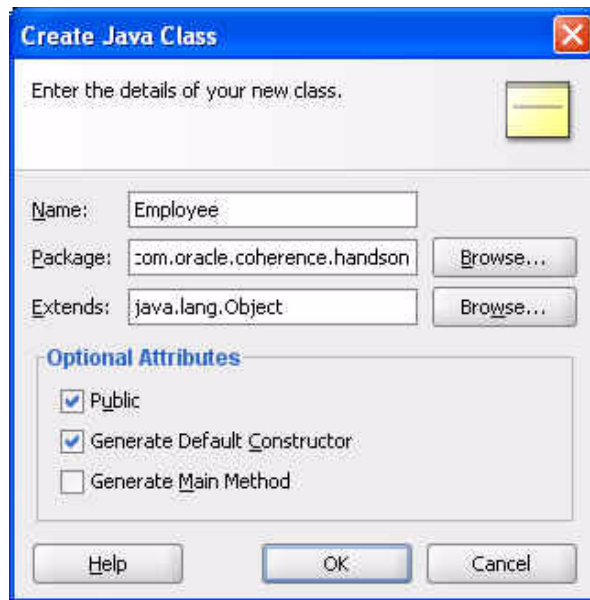 Create Java Class
Enter the details of your new class.
Name: Employee
Package: com.oracle.coherence.handson Browse...
Extends: java.lang.Object Browse...
Optional Attributes
Public
Generate Default Constructor
Generate Main Method
Help OK Cancel